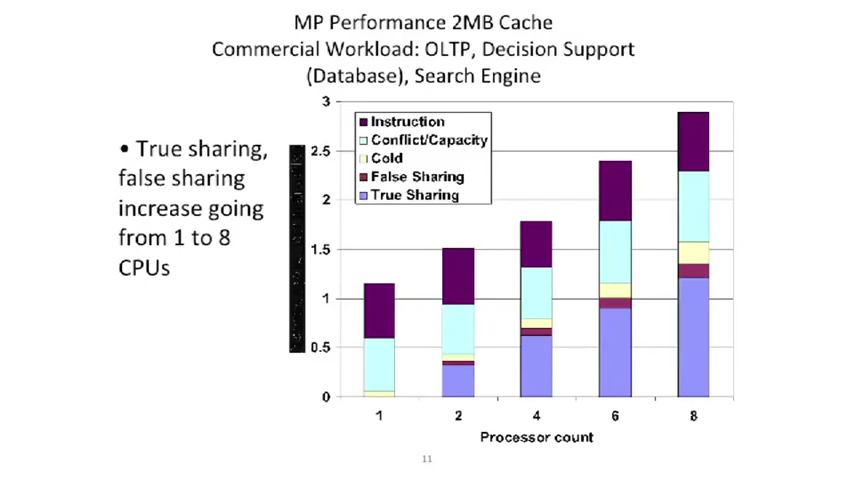 MP Performance 2MB Cache
Commercial Workload: OLTP, Decision Support
(Database), Search Engine
• True sharing,
false sharing
increase going
from 1 to 8
CPUs
3
2.5
2
1.5
1
0.5
0
Instruction
Conflict/Capacity
Cold
False Sharing
True Sharing
1 2 4 6 8
Processor count
11